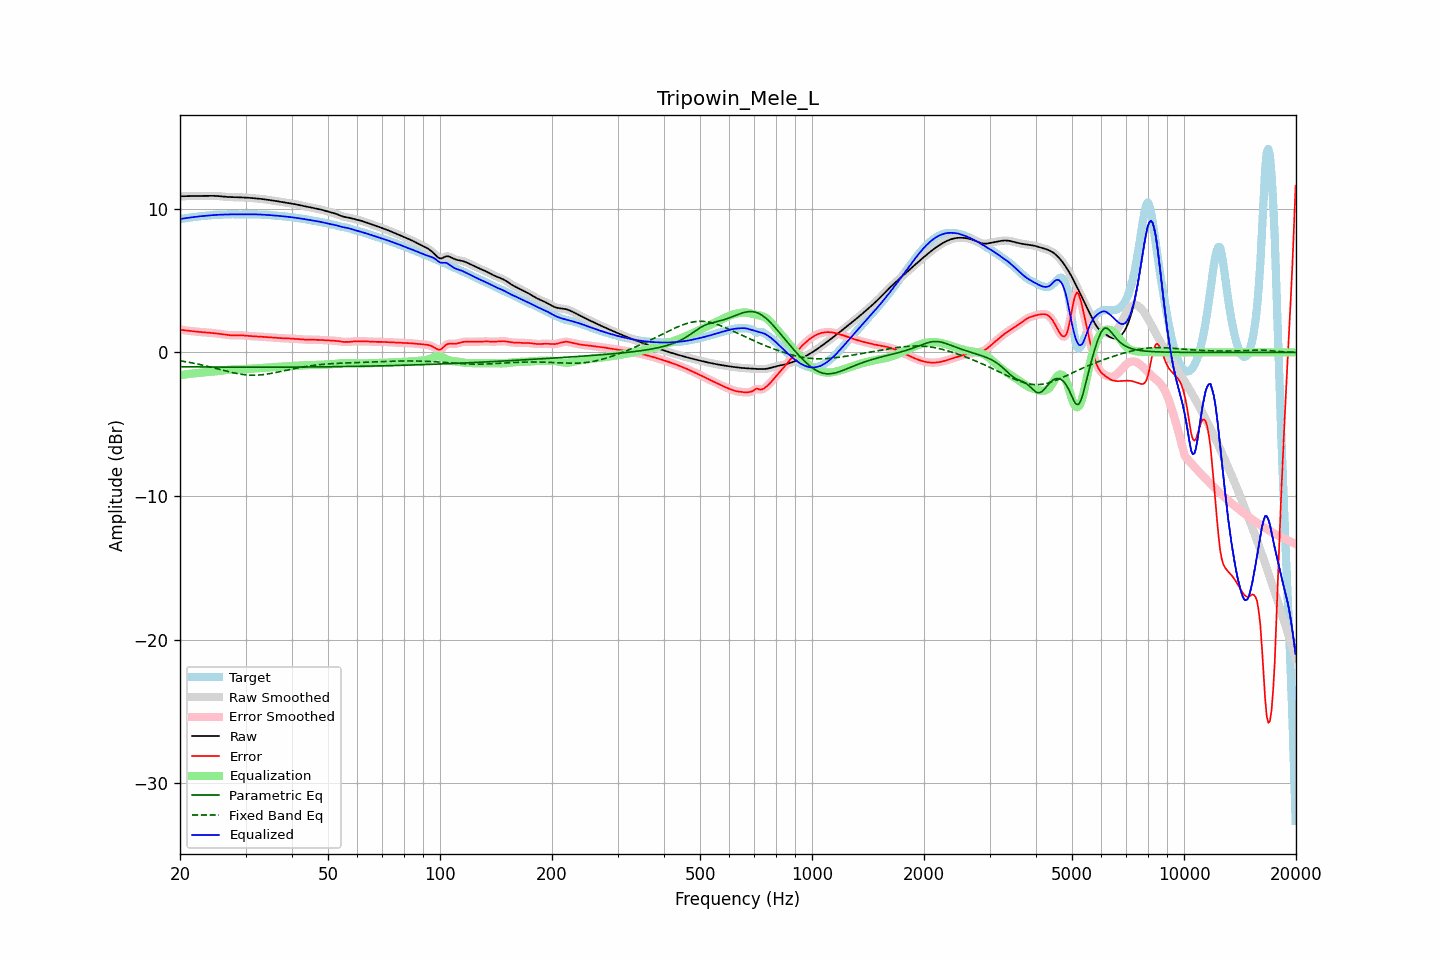 Tripowin_Mele_L
Amplitude (dBr)
10
0
−10
−20
−30
Target
Raw Smoothed
Error Smoothed
Raw
Error
Equalization
Parametric Eq
Fixed Band Eq
Equalized
20 50 100 200 500 1000 2000 5000 10000 20000
Frequency (Hz)